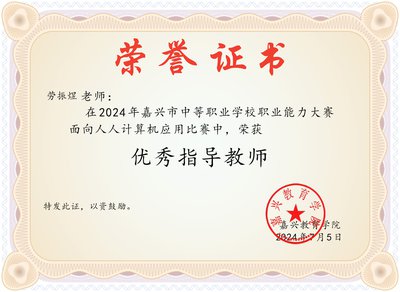 荣誉证书
劳振煜 老师：
在2024年嘉兴市中等职业学校职业能力大赛
面向人人计算机应用比赛中，荣获
优秀指导教师
特发此证，以资鼓励。
嘉兴教育学院
嘉兴教育学院
2024年7月5日